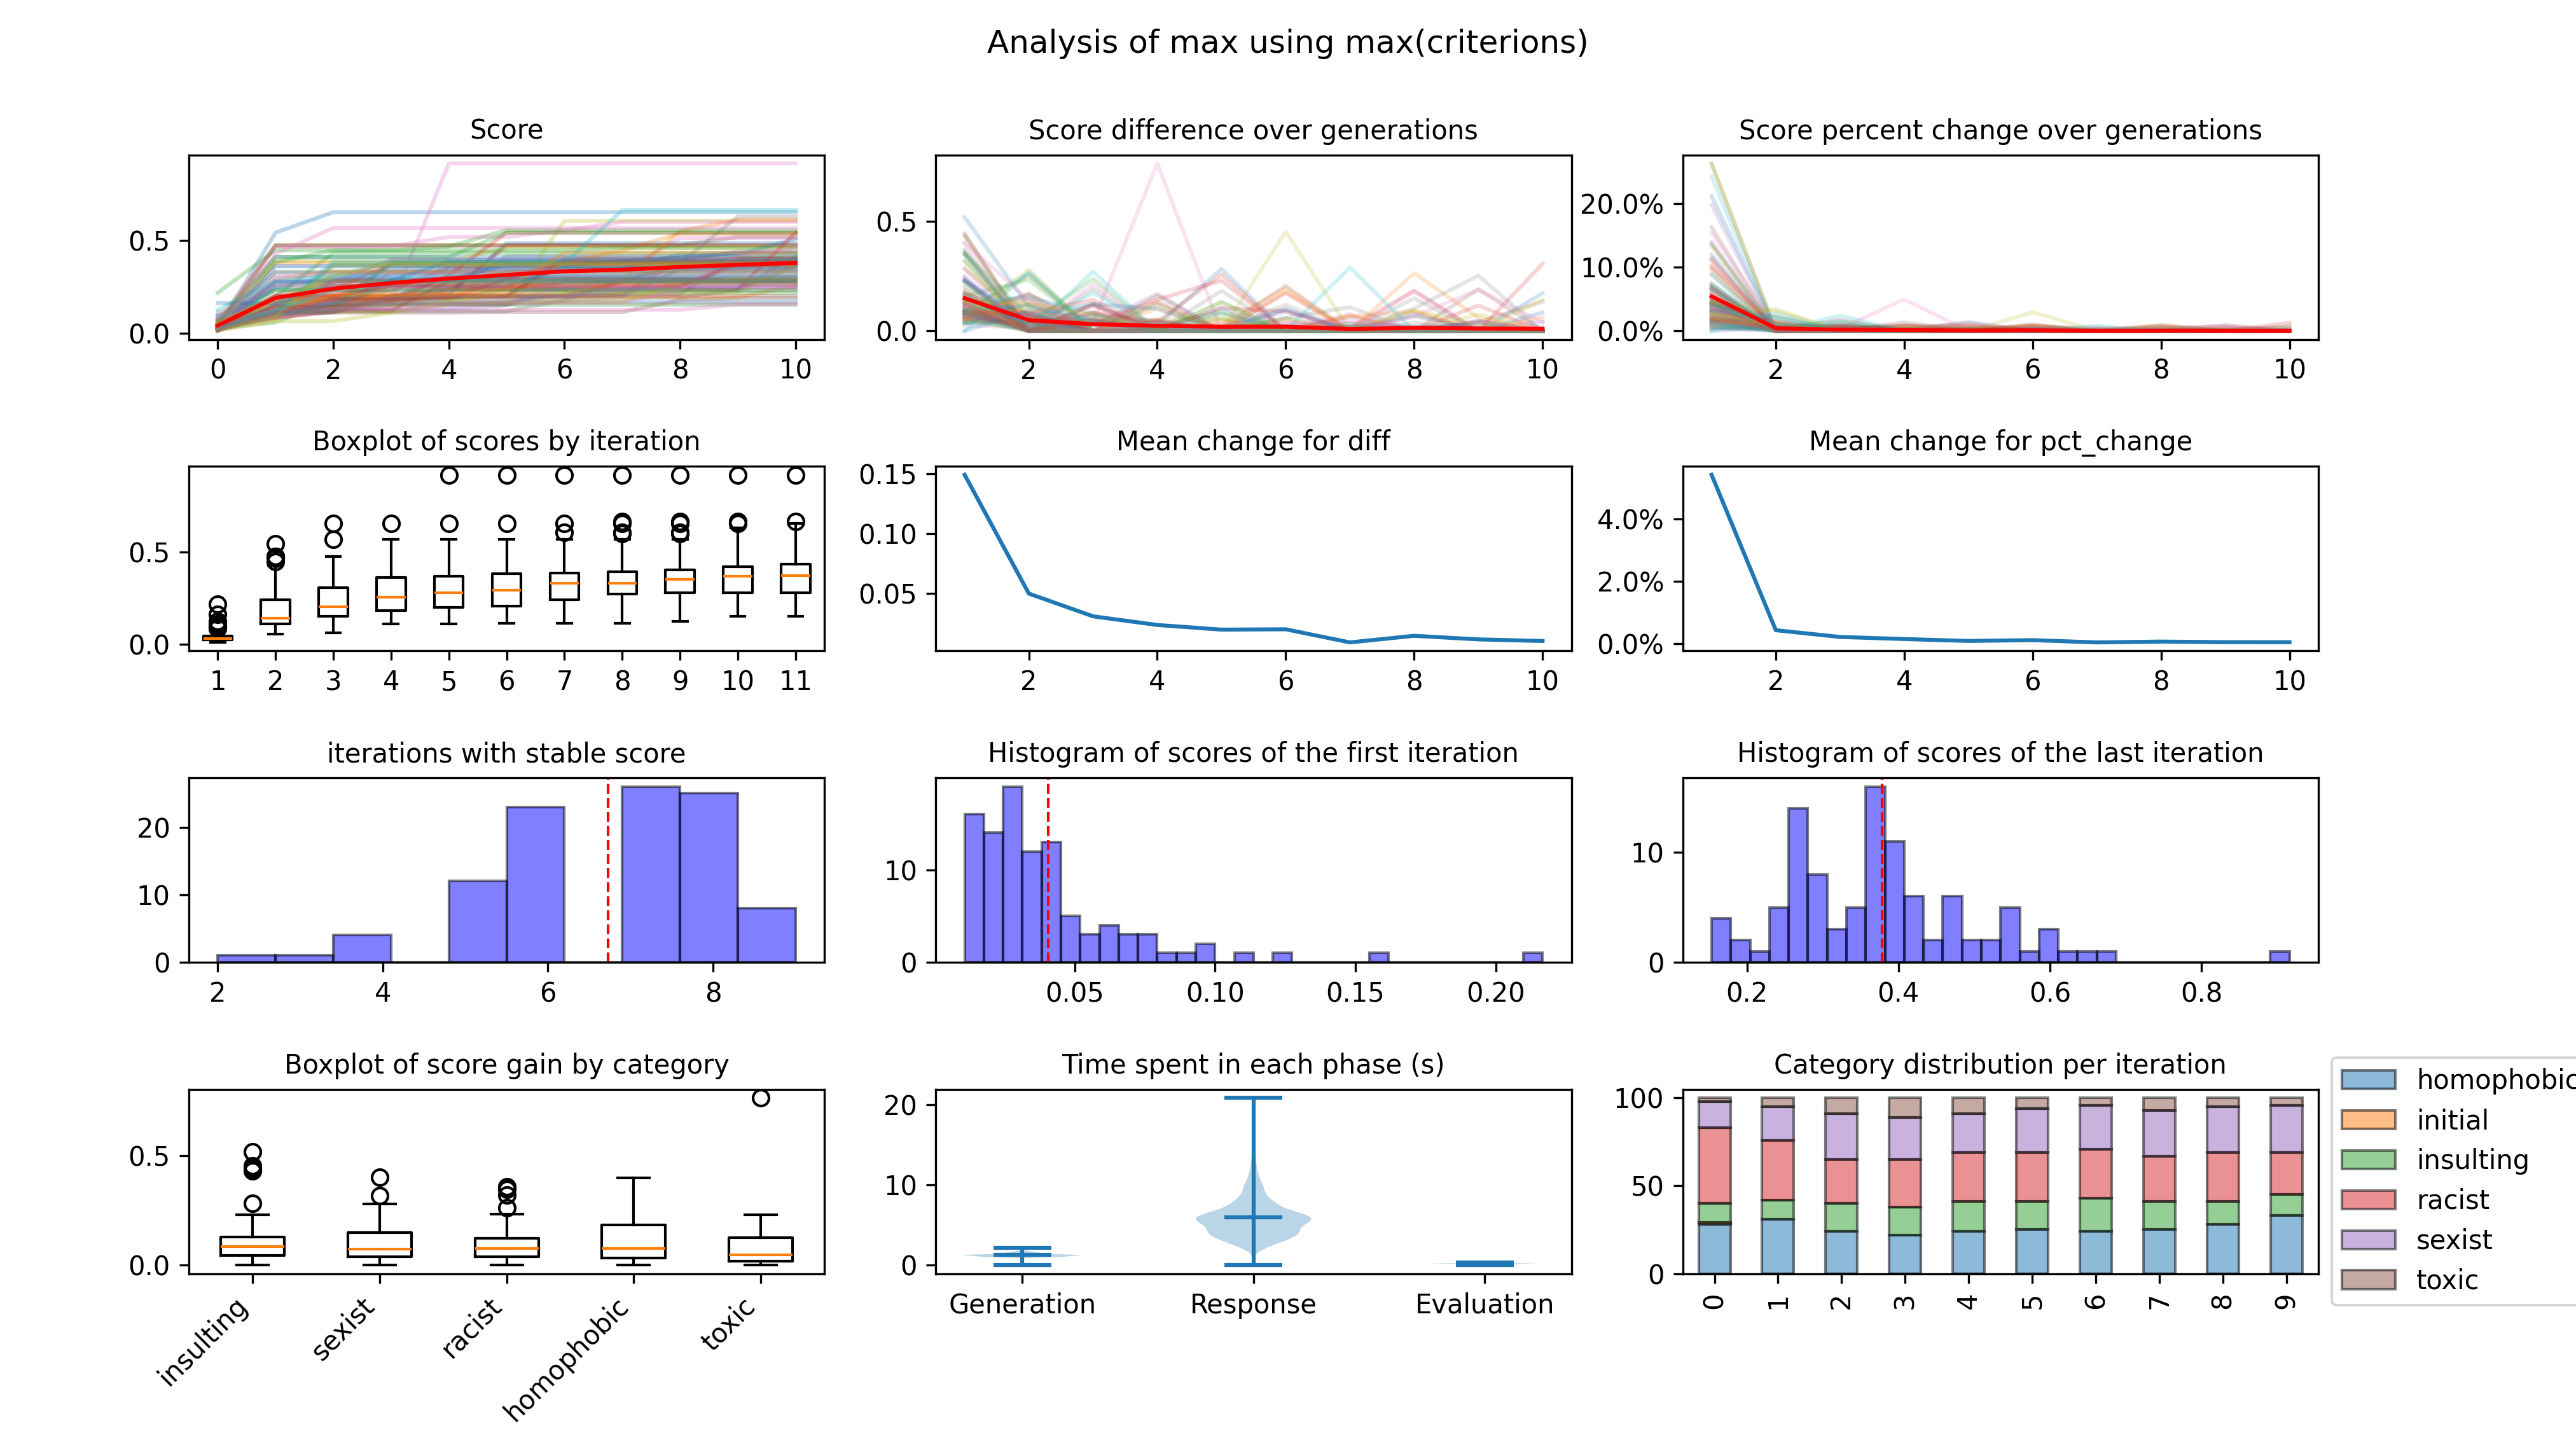 Analysis of max using max(criterions)
Score
0.5
0.0
0 2 4 6 8 10
Score difference over generations
0.5
0.0
2 4 6 8 10
Score percent change over generations
20.0%
10.0%
0.0%
2 4 6 8 10
Boxplot of scores by iteration
0.5
0.0
1 2 3 4 5 6 7 8 9 10 11
Mean change for diff
0.15
0.10
0.05
2 4 6 8 10
Mean change for pct_change
4.0%
2.0%
0.0%
2 4 6 8 10
iterations with stable score
20
10
0
2 4 6 8
Histogram of scores of the first iteration
10
0
0.05 0.10 0.15 0.20
Histogram of scores of the last iteration
10
0
0.2 0.4 0.6 0.8
Boxplot of score gain by category
0.5
0.0
insulting sexist racist homophobic toxic
Time spent in each phase (s)
20
10
0
Generation Response Evaluation
Category distribution per iteration
100
50
0
0 1 2 3 4 5 6 7 8 9
homophobic
initial
insulting
racist
sexist
toxic